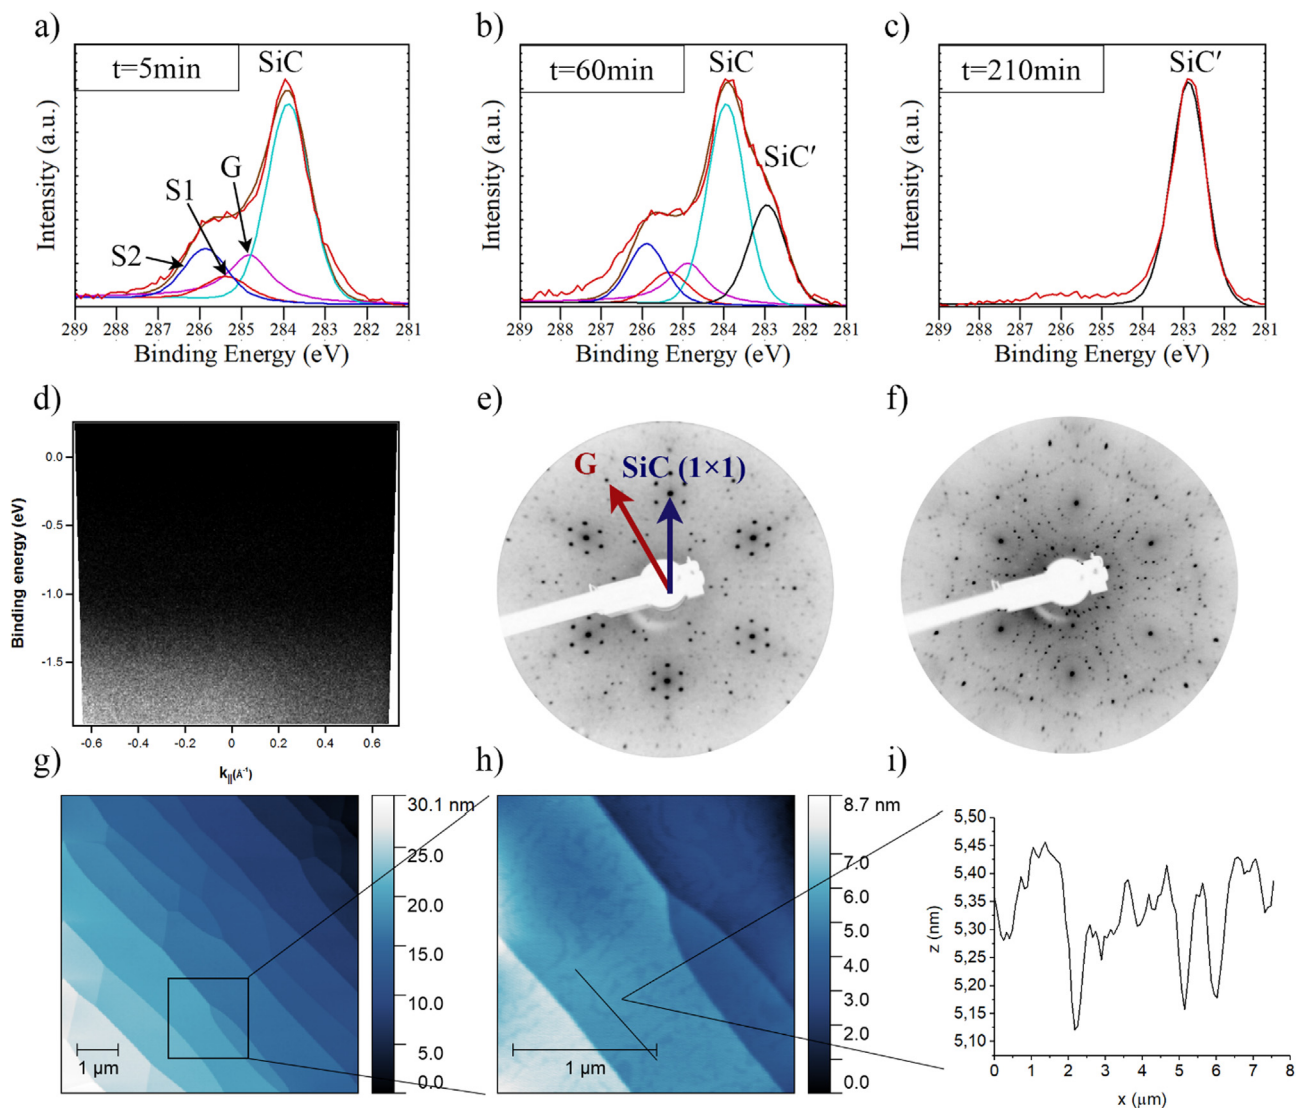 a)
t=5min
SiC
G
S1
S2
Intensity (a.u.)
289 288 287 286 285 284 283 282 281
Binding Energy (eV)
b)
t=60min
SiC
SiC′
Intensity (a.u.)
289 288 287 286 285 284 283 282 281
Binding Energy (eV)
c)
t=210min
SiC′
Intensity (a.u.)
289 288 287 286 285 284 283 282 281
Binding Energy (eV)
d)
0.0
-0.5
-1.0
-1.5
Binding energy (eV)
-0.6 -0.4 -0.2 0 0.2 0.4 0.6
k||(Å⁻¹)
e)
G
SiC (1×1)
f)
g)
30.1 nm
25.0
20.0
15.0
10.0
5.0
0.0
1 µm
h)
8.7 nm
7.0
6.0
5.0
4.0
3.0
2.0
0.0
1 µm
i)
5,50
5,45
5,40
5,35
5,30
5,25
5,20
5,15
5,10
z (nm)
0 1 2 3 4 5 6 7 8
x (µm)